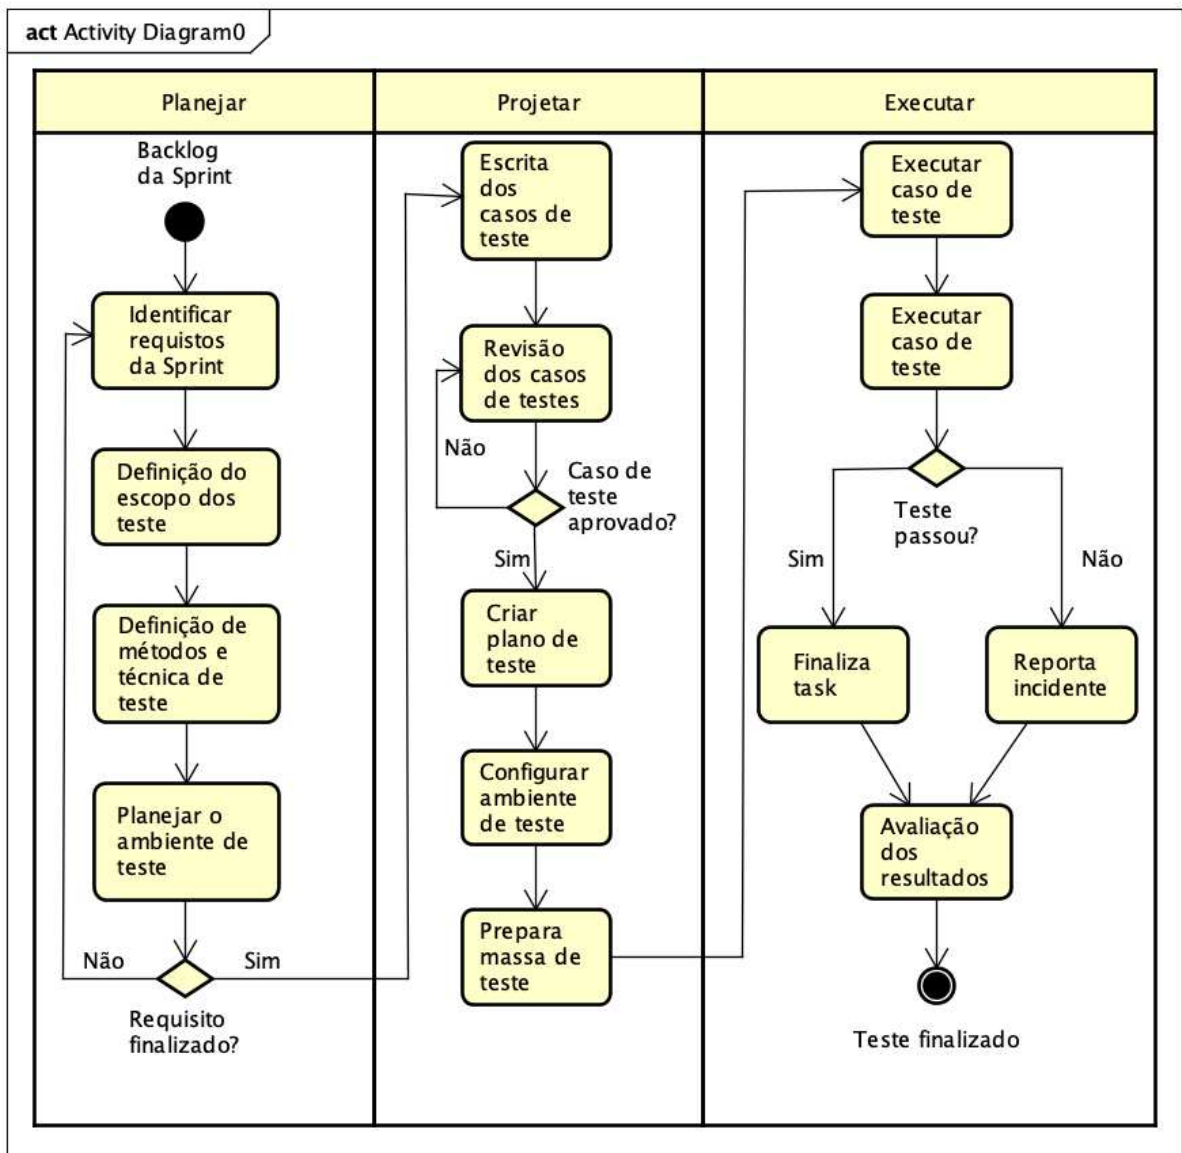 act Activity Diagram0
Planejar
Projetar
Executar
Backlog
da Sprint
Identificar
requistos
da Sprint
Definição do
escopo dos
teste
Definição de
métodos e
técnica de
teste
Planejar o
ambiente de
teste
Não
Sim
Requisito
finalizado?
Escrita
dos
casos de
teste
Revisão
dos casos
de testes
Não
Caso de
teste
aprovado?
Sim
Criar
plano de
teste
Configurar
ambiente
de teste
Prepara
massa de
teste
Executar
caso de
teste
Executar
caso de
teste
Teste
passou?
Sim
Não
Finaliza
task
Reporta
incidente
Avaliação
dos
resultados
Teste finalizado